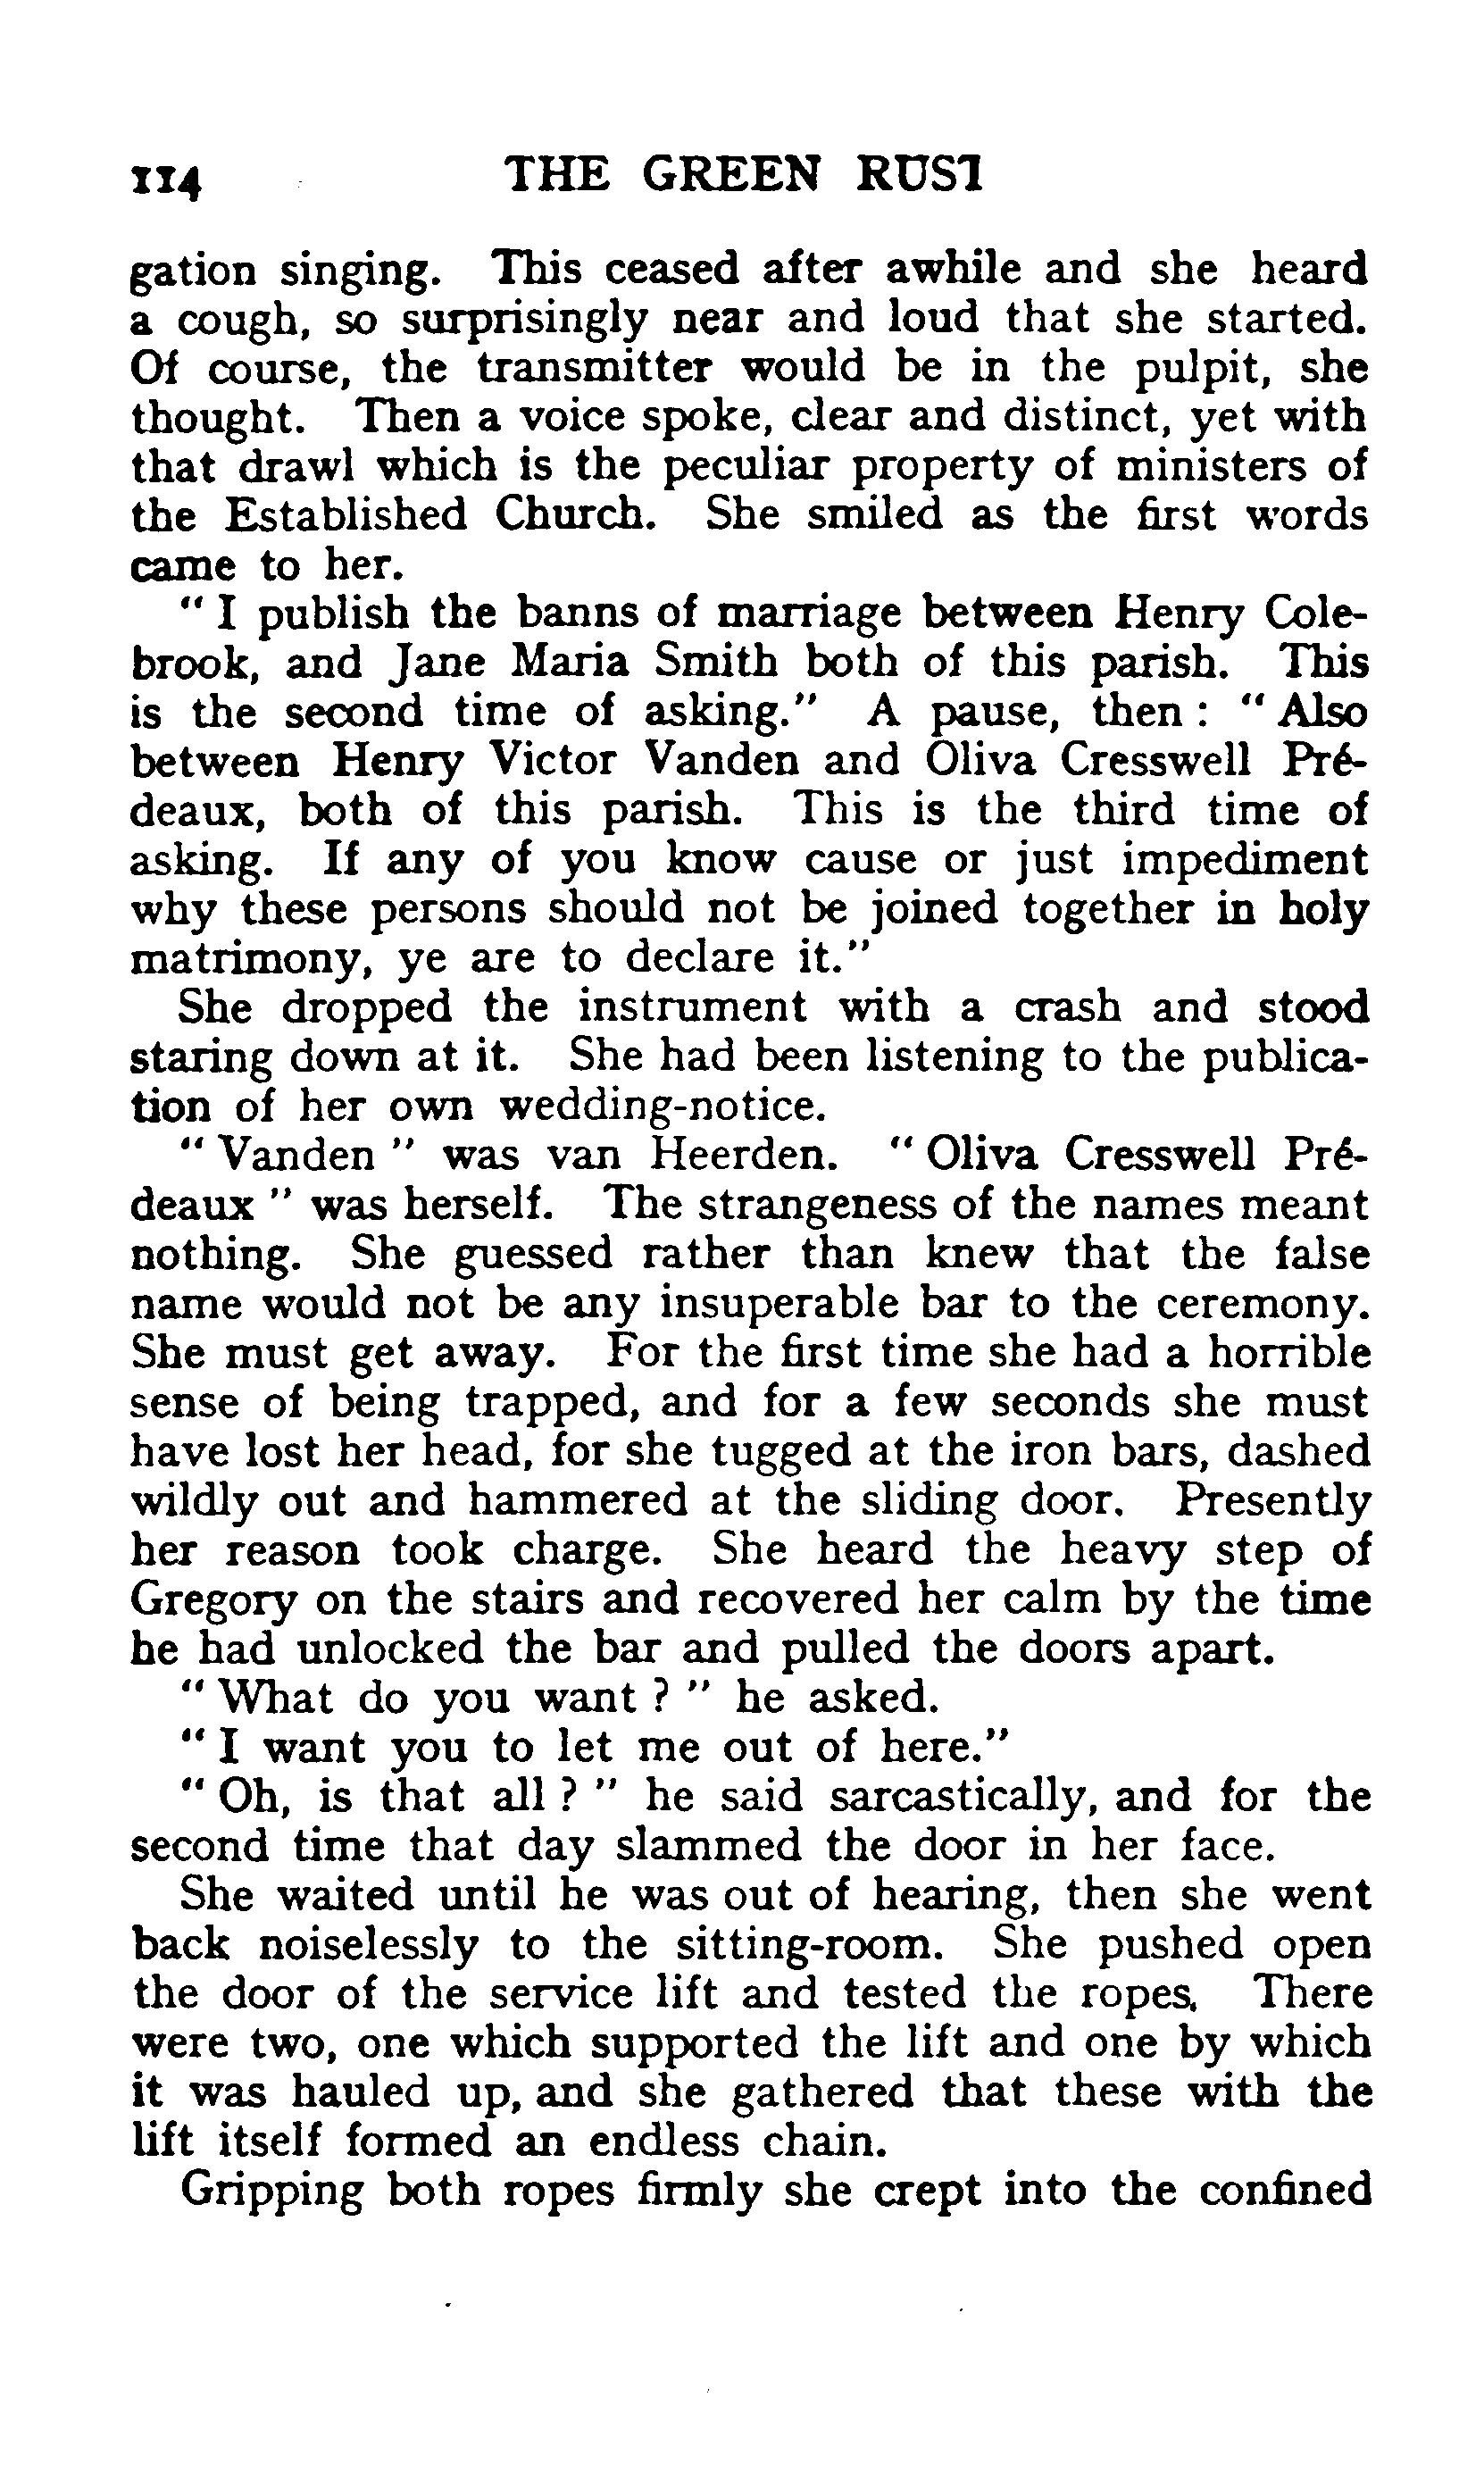 114 THE GREEN RUST
gation singing. This ceased after awhile and she heard
a cough, so surprisingly near and loud that she started.
Of course, the transmitter would be in the pulpit, she
thought. Then a voice spoke, clear and distinct, yet with
that drawl which is the peculiar property of ministers of
the Established Church. She smiled as the first words
came to her.
" I publish the banns of marriage between Henry Cole-
brook, and Jane Maria Smith both of this parish. This
is the second time of asking." A pause, then : " Also
between Henry Victor Vanden and Oliva Cresswell Pré-
deaux, both of this parish. This is the third time of
asking. If any of you know cause or just impediment
why these persons should not be joined together in holy
matrimony, ye are to declare it."
She dropped the instrument with a crash and stood
staring down at it. She had been listening to the publica-
tion of her own wedding-notice.
" Vanden " was van Heerden. " Oliva Cresswell Pré-
deaux " was herself. The strangeness of the names meant
nothing. She guessed rather than knew that the false
name would not be any insuperable bar to the ceremony.
She must get away. For the first time she had a horrible
sense of being trapped, and for a few seconds she must
have lost her head, for she tugged at the iron bars, dashed
wildly out and hammered at the sliding door. Presently
her reason took charge. She heard the heavy step of
Gregory on the stairs and recovered her calm by the time
he had unlocked the bar and pulled the doors apart.
" What do you want ? " he asked.
" I want you to let me out of here."
" Oh, is that all ? " he said sarcastically, and for the
second time that day slammed the door in her face.
She waited until he was out of hearing, then she went
back noiselessly to the sitting-room. She pushed open
the door of the service lift and tested the ropes. There
were two, one which supported the lift and one by which
it was hauled up, and she gathered that these with the
lift itself formed an endless chain.
Gripping both ropes firmly she crept into the confined